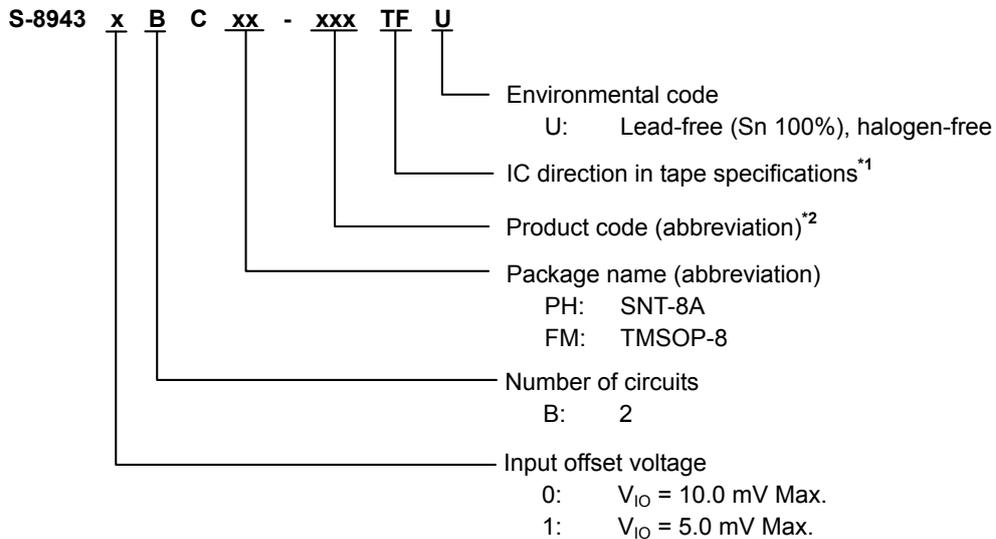 S-8943 x B C xx - xxx TF U
Environmental code
U: Lead-free (Sn 100%), halogen-free
IC direction in tape specifications*1
Product code (abbreviation)*2
Package name (abbreviation)
PH: SNT-8A
FM: TMSOP-8
Number of circuits
B: 2
Input offset voltage
0: VIO = 10.0 mV Max.
1: VIO = 5.0 mV Max.